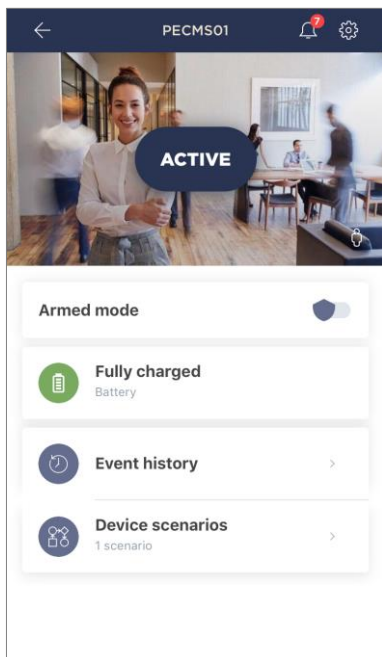 PECMS01
7
ACTIVE
Armed mode
Fully charged
Battery
Event history
Device scenarios
1 scenario